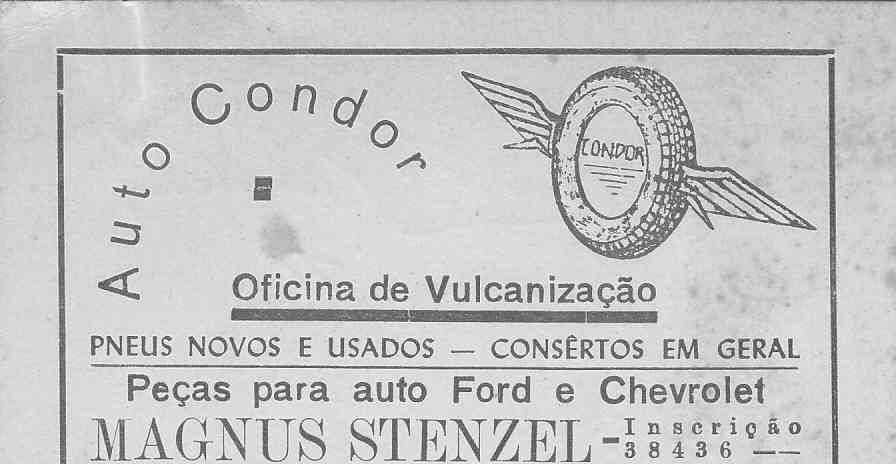 Auto Condor
CONDOR
Oficina de Vulcanização
PNEUS NOVOS E USADOS — CONSÊRTOS EM GERAL
Peças para auto Ford e Chevrolet
MAGNUS STENZEL - Inscrição
38436 — —